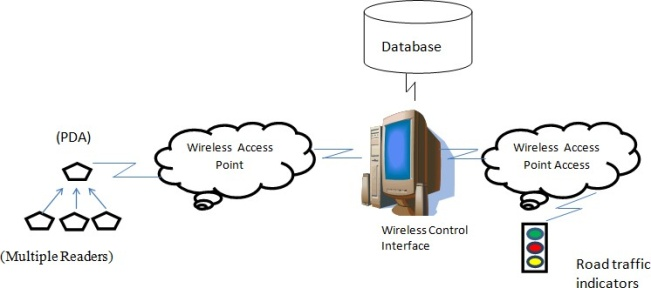 Database
(PDA)
Wireless Access
Point
Wireless Access
Point Access
Wireless Control
Interface
(Multiple Readers)
Road traffic
indicators